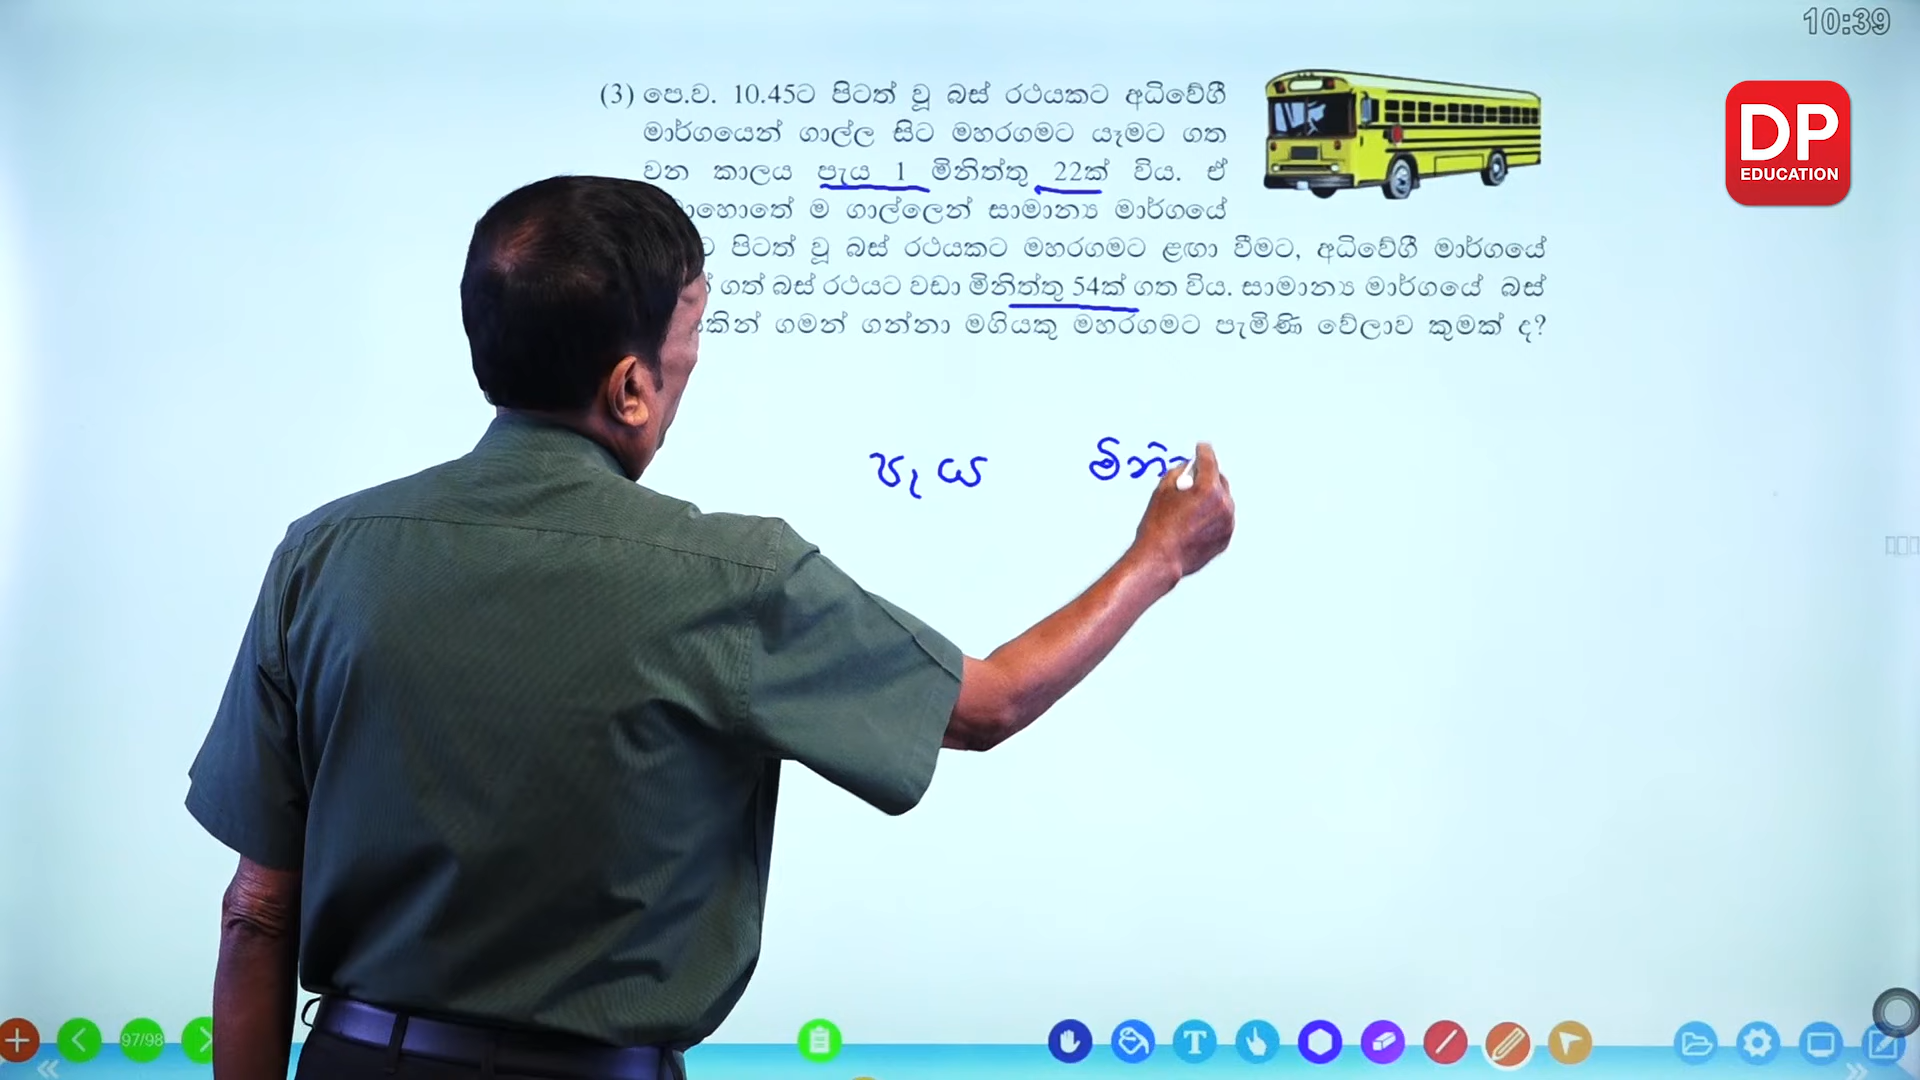 10:39
(3) පෙ.ව. 10.45ට පිටත් වූ බස් රථයකට අධිවේගී
මාර්ගයෙන් ගාල්ල සිට මහරගමට යෑමට ගත
වන කාලය පැය 1 මිනිත්තු 22ක් විය. ඒ
ම ගාල්ලෙන් සාමාන්‍ය මාර්ගයේ
පිටත් වූ බස් රථයකට මහරගමට ළඟා වීමට, අධිවේගී මාර්ගයේ
ගත් බස් රථයට වඩා මිනිත්තු 54ක් ගත විය. සාමාන්‍ය මාර්ගයේ බස්
ගමන් ගන්නා මගියකු මහරගමට පැමිණි වේලාව කුමක් ද?
DP
EDUCATION
පැය
97/98